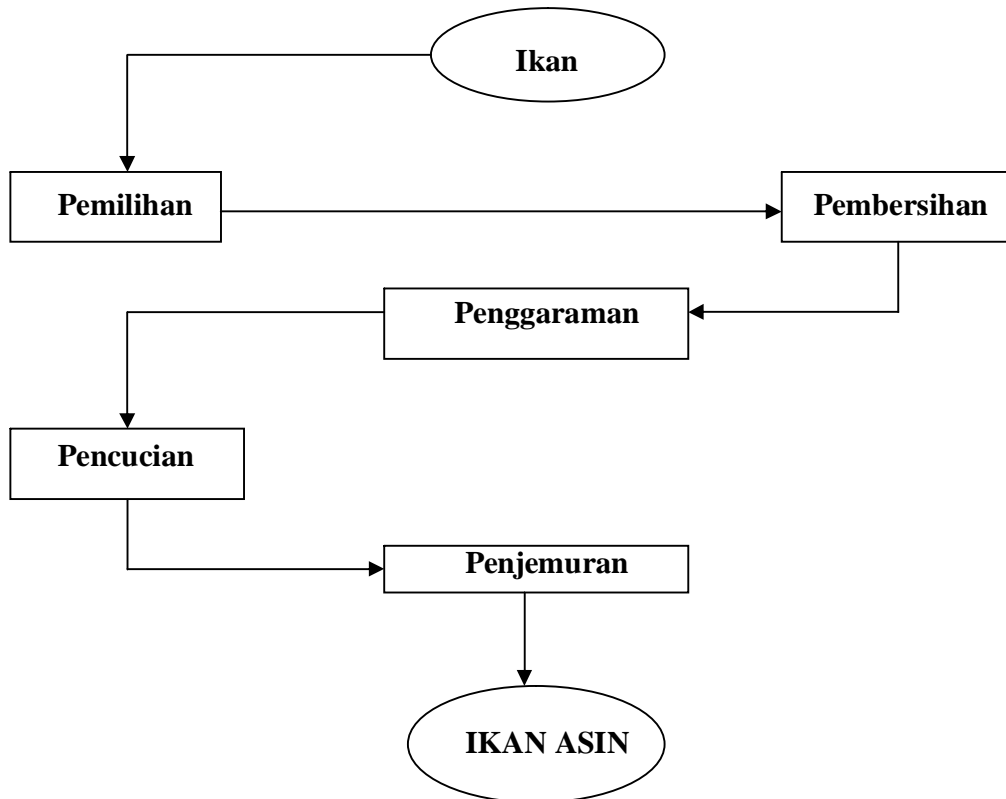 Ikan
Pemilihan
Pembersihan
Penggaraman
Pencucian
Penjemuran
IKAN ASIN